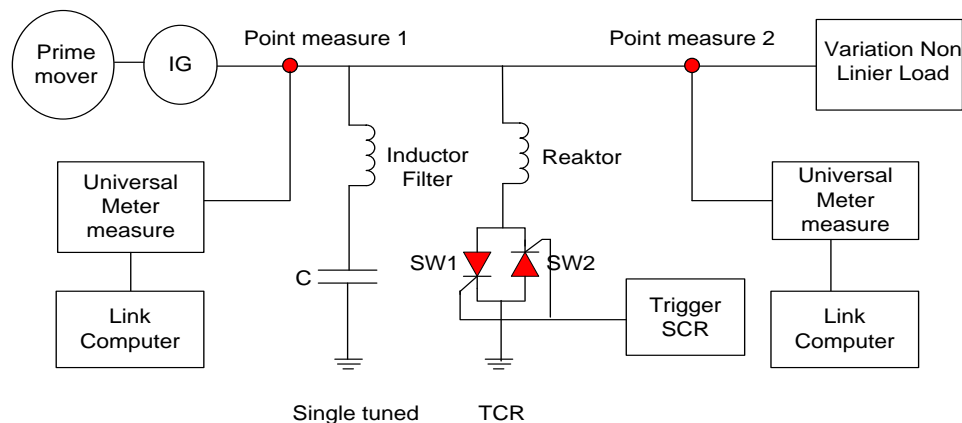 Prime
mover
IG
Point measure 1
Point measure 2
Variation Non
Linier Load
Inductor
Filter
Reaktor
Universal
Meter
measure
Universal
Meter
measure
SW1
SW2
C
Link
Computer
Trigger
SCR
Link
Computer
Single tuned
TCR